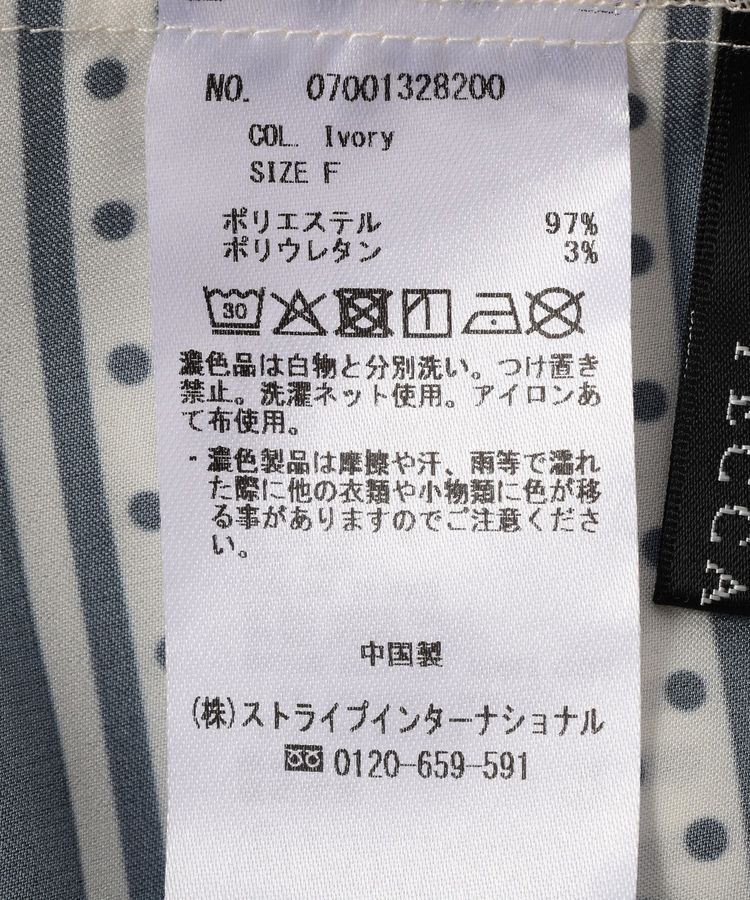 NO. 07001328200
COL. Ivory
SIZE F
ポリエステル 97%
ポリウレタン 3%
30
濃色品は白物と分別洗い。つけ置き
禁止。洗濯ネット使用。アイロンあ
て布使用。
・濃色製品は摩擦や汗、雨等で濡れ
た際に他の衣類や小物類に色が移
る事がありますのでご注意くださ
い。
中国製
(株)ストライプインターナショナル
0120-659-591